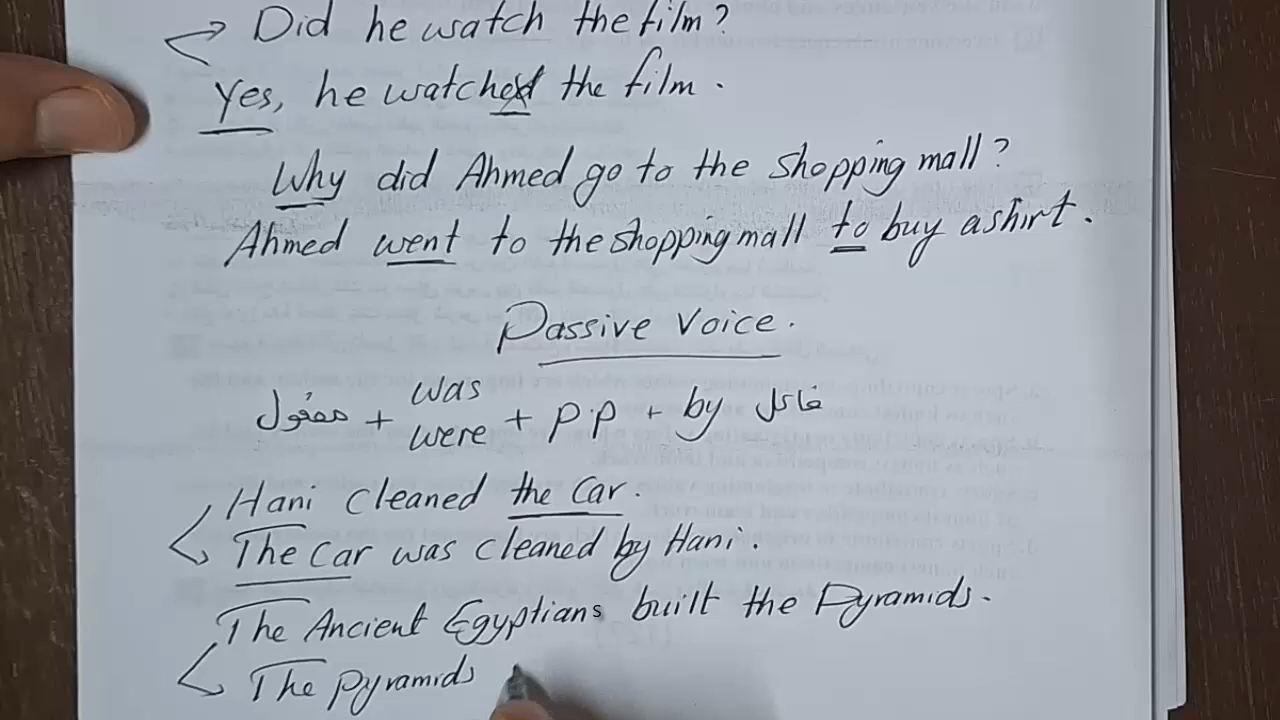 Did he watch the film?
Yes, he watched the film.
Why did Ahmed go to the shopping mall?
Ahmed went to the shopping mall to buy a shirt.
Passive Voice.
مفعول + was were + p.p + by فاعل
Hani cleaned the car.
The car was cleaned by Hani.
The Ancient Egyptians built the Pyramids.
The pyramids